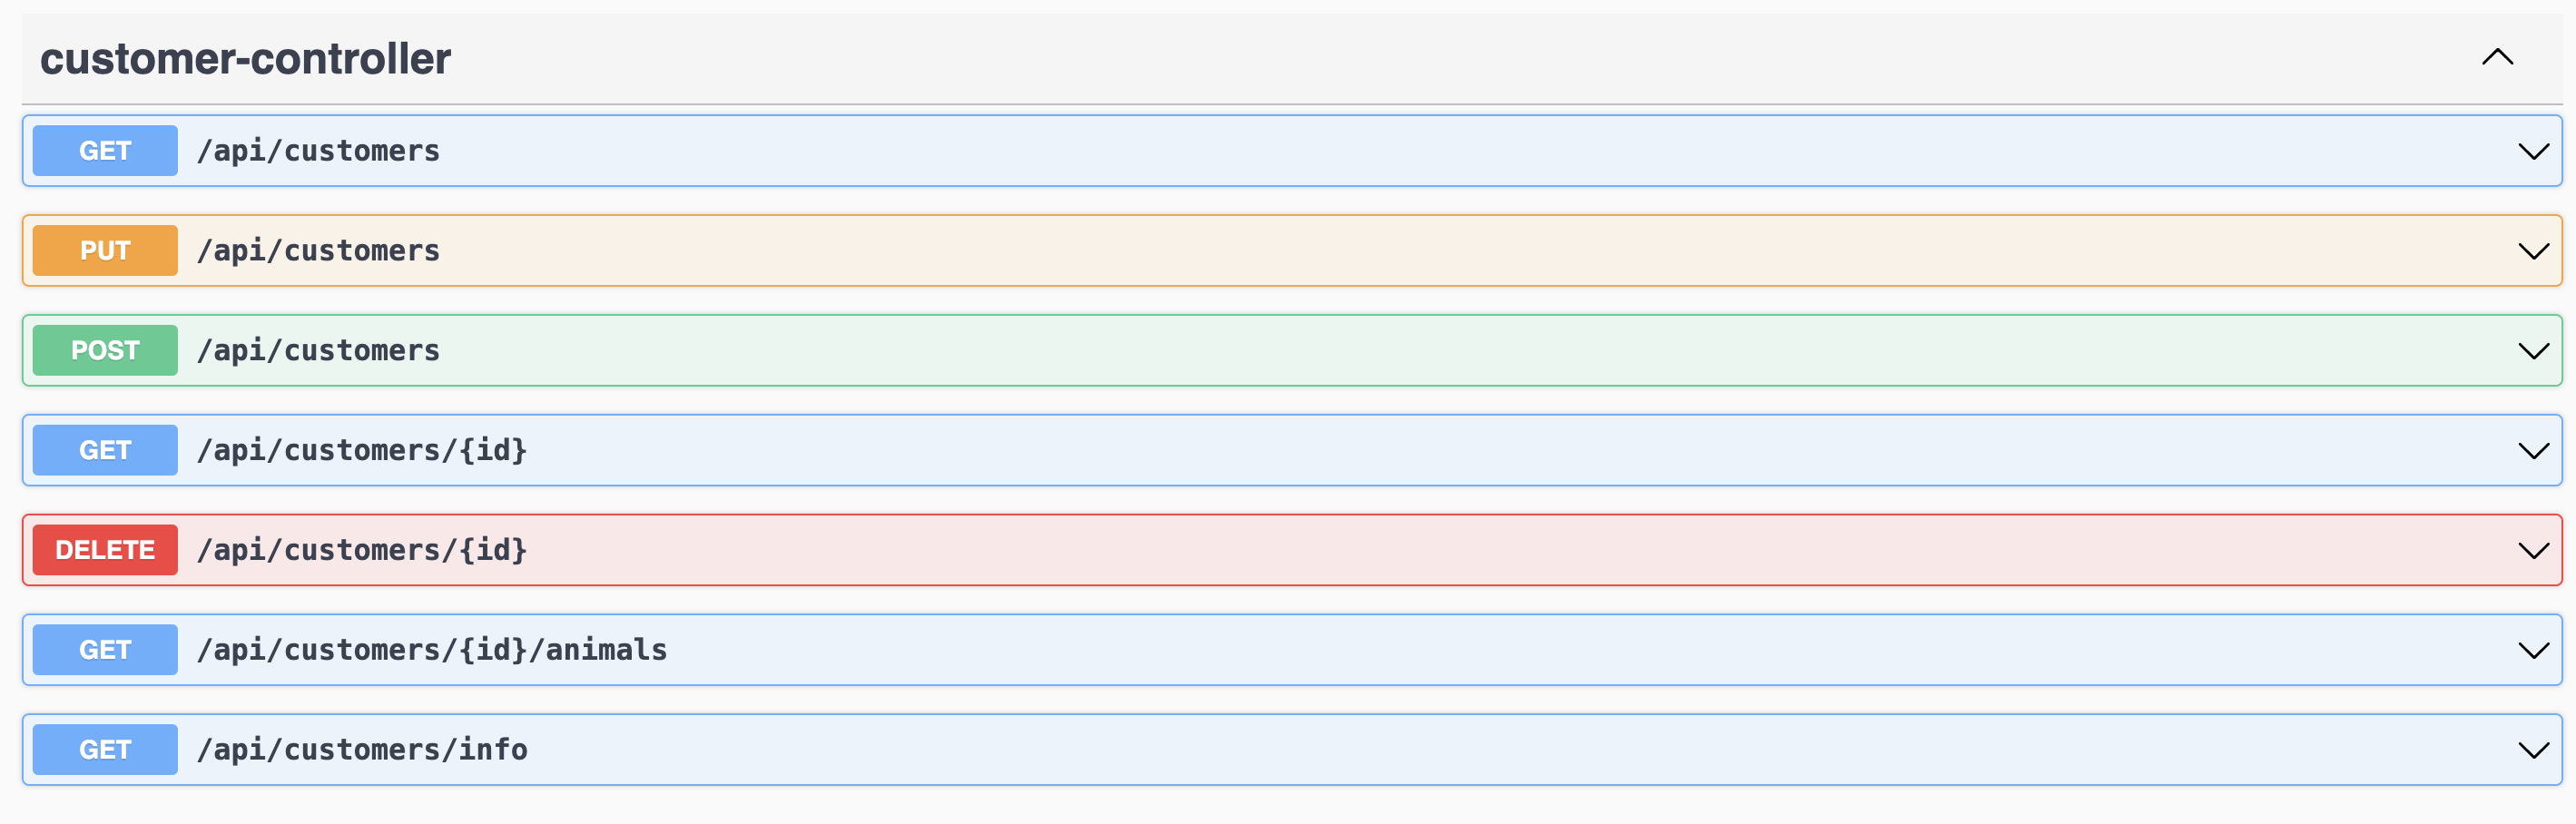 customer-controller
GET /api/customers
PUT /api/customers
POST /api/customers
GET /api/customers/{id}
DELETE /api/customers/{id}
GET /api/customers/{id}/animals
GET /api/customers/info